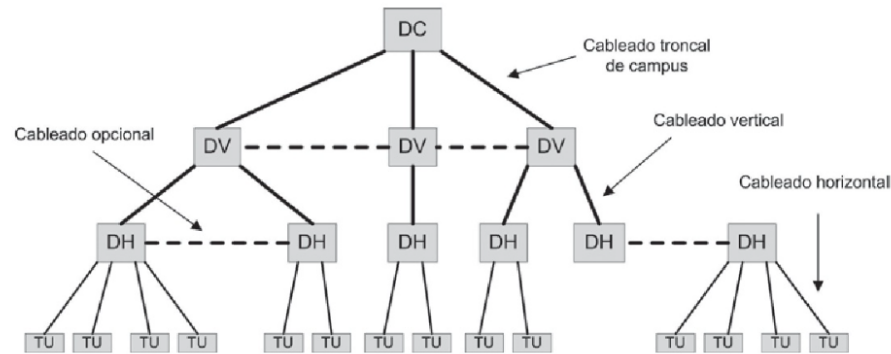 DC
Cableado troncal
de campus
Cableado opcional
DV
DV
DV
Cableado vertical
Cableado horizontal
DH
DH
DH
DH
DH
DH
TU
TU
TU
TU
TU
TU
TU
TU
TU
TU
TU
TU
TU
TU